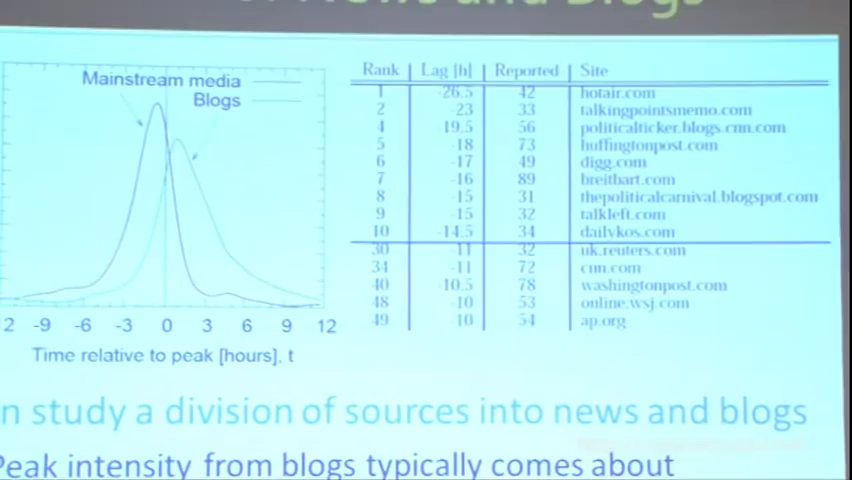 News and Blogs
Mainstream media
Blogs
-9 -6 -3 0 3 6 9 12
Time relative to peak [hours], t
Rank Lag [h] Reported Site
1 -26.5 42 hotair.com
2 -23 33 talkingpointsmemo.com
4 -19.5 56 politicalticker.blogs.cnn.com
5 -18 73 huffingtonpost.com
6 -17 49 digg.com
7 -16 89 breitbart.com
8 -15 31 thepoliticalcarnival.blogspot.com
9 -15 32 talkleft.com
10 -14.5 34 dailykos.com
30 -11 32 uk.reuters.com
34 -11 72 cnn.com
40 -10.5 78 washingtonpost.com
48 -10 53 online.wsj.com
49 -10 54 ap.org
n study a division of sources into news and blogs
Peak intensity from blogs typically comes about